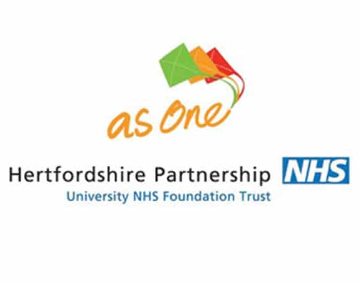 as one
Hertfordshire Partnership NHS
University NHS Foundation Trust